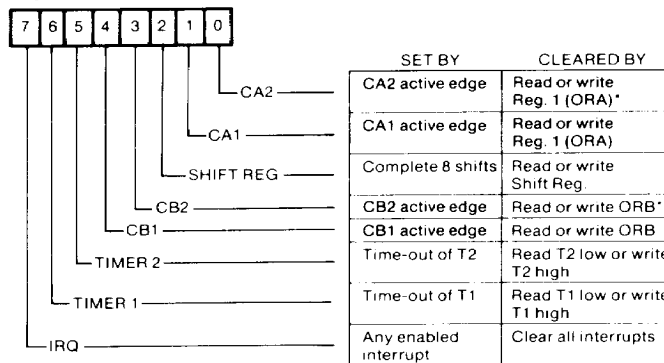 7 6 5 4 3 2 1 0
SET BY CLEARED BY
CA2 CA2 active edge Read or write
Reg. 1 (ORA)*
CA1 CA1 active edge Read or write
Reg. 1 (ORA)
SHIFT REG Complete 8 shifts Read or write
Shift Reg.
CB2 CB2 active edge Read or write ORB*
CB1 CB1 active edge Read or write ORB
TIMER 2 Time-out of T2 Read T2 low or write
T2 high
TIMER 1 Time-out of T1 Read T1 low or write
T1 high
IRQ Any enabled Clear all interrupts
interrupt